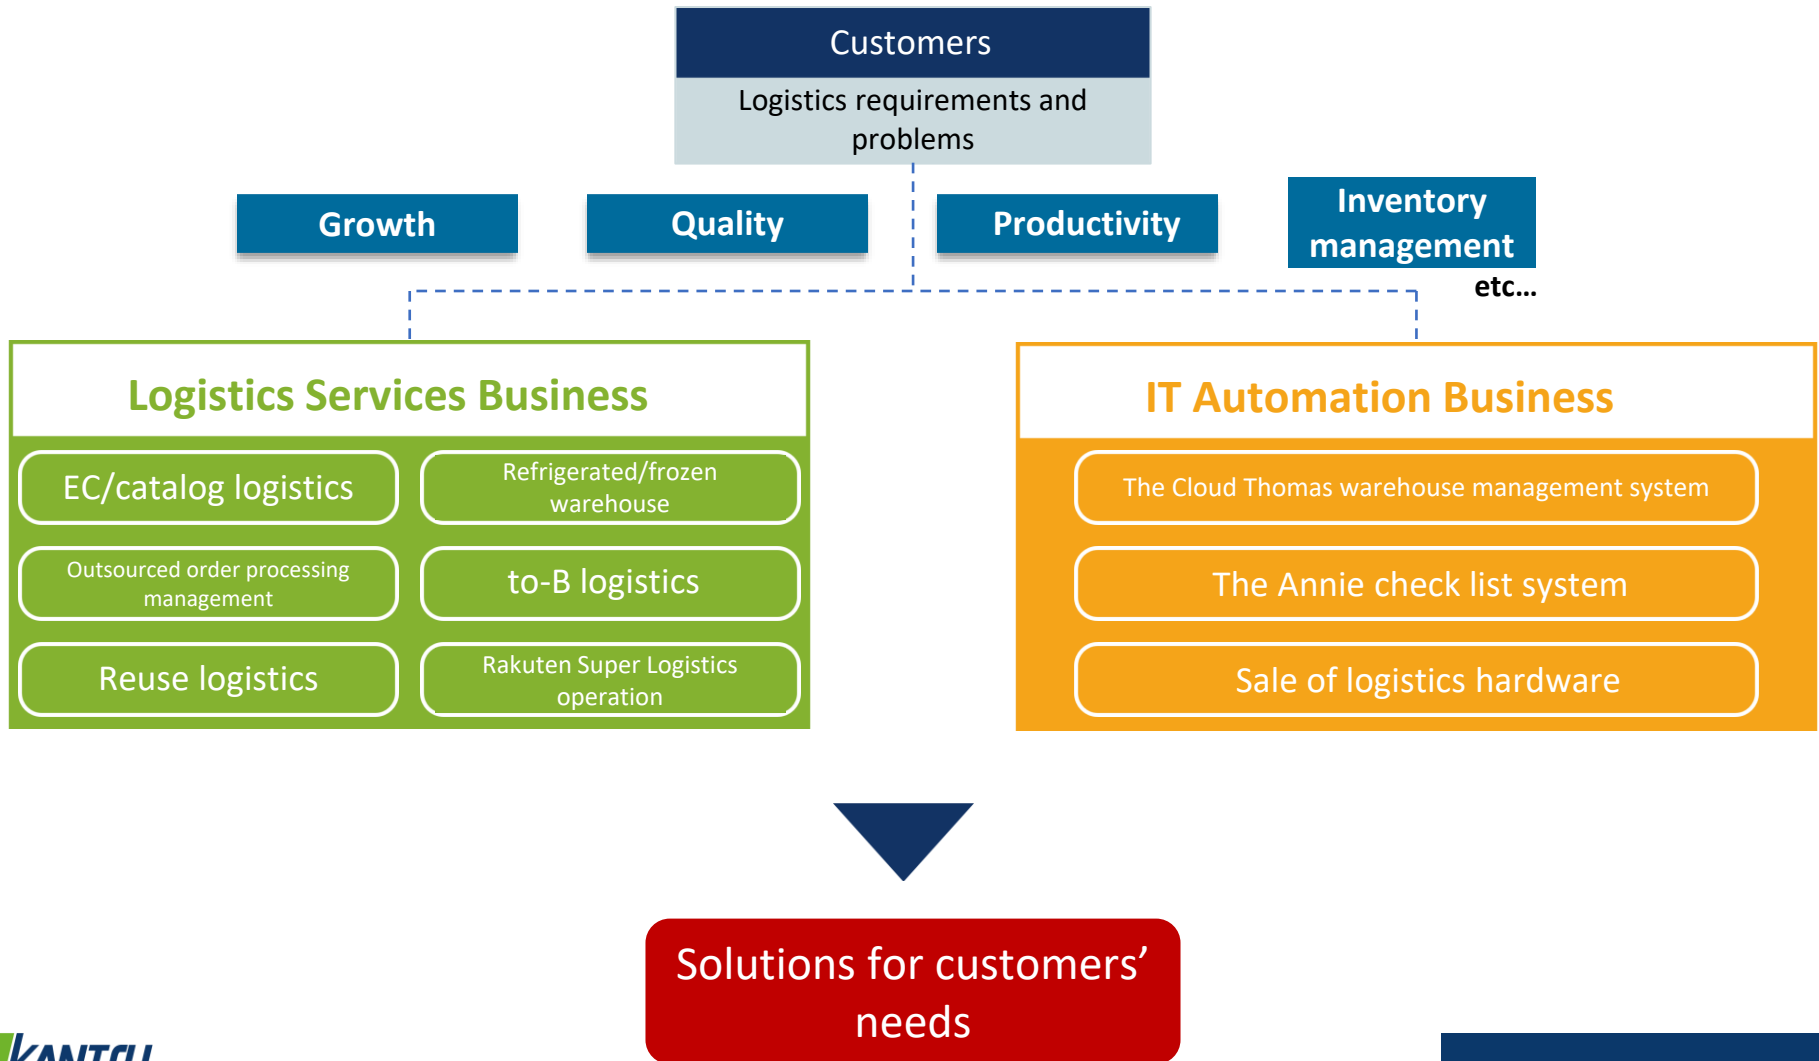 Customers
Logistics requirements and
problems
Growth
Quality
Productivity
Inventory
management
etc...
Logistics Services Business
EC/catalog logistics
Refrigerated/frozen
warehouse
Outsourced order processing
management
to-B logistics
Reuse logistics
Rakuten Super Logistics
operation
IT Automation Business
The Cloud Thomas warehouse management system
The Annie check list system
Sale of logistics hardware
Solutions for customers’
needs